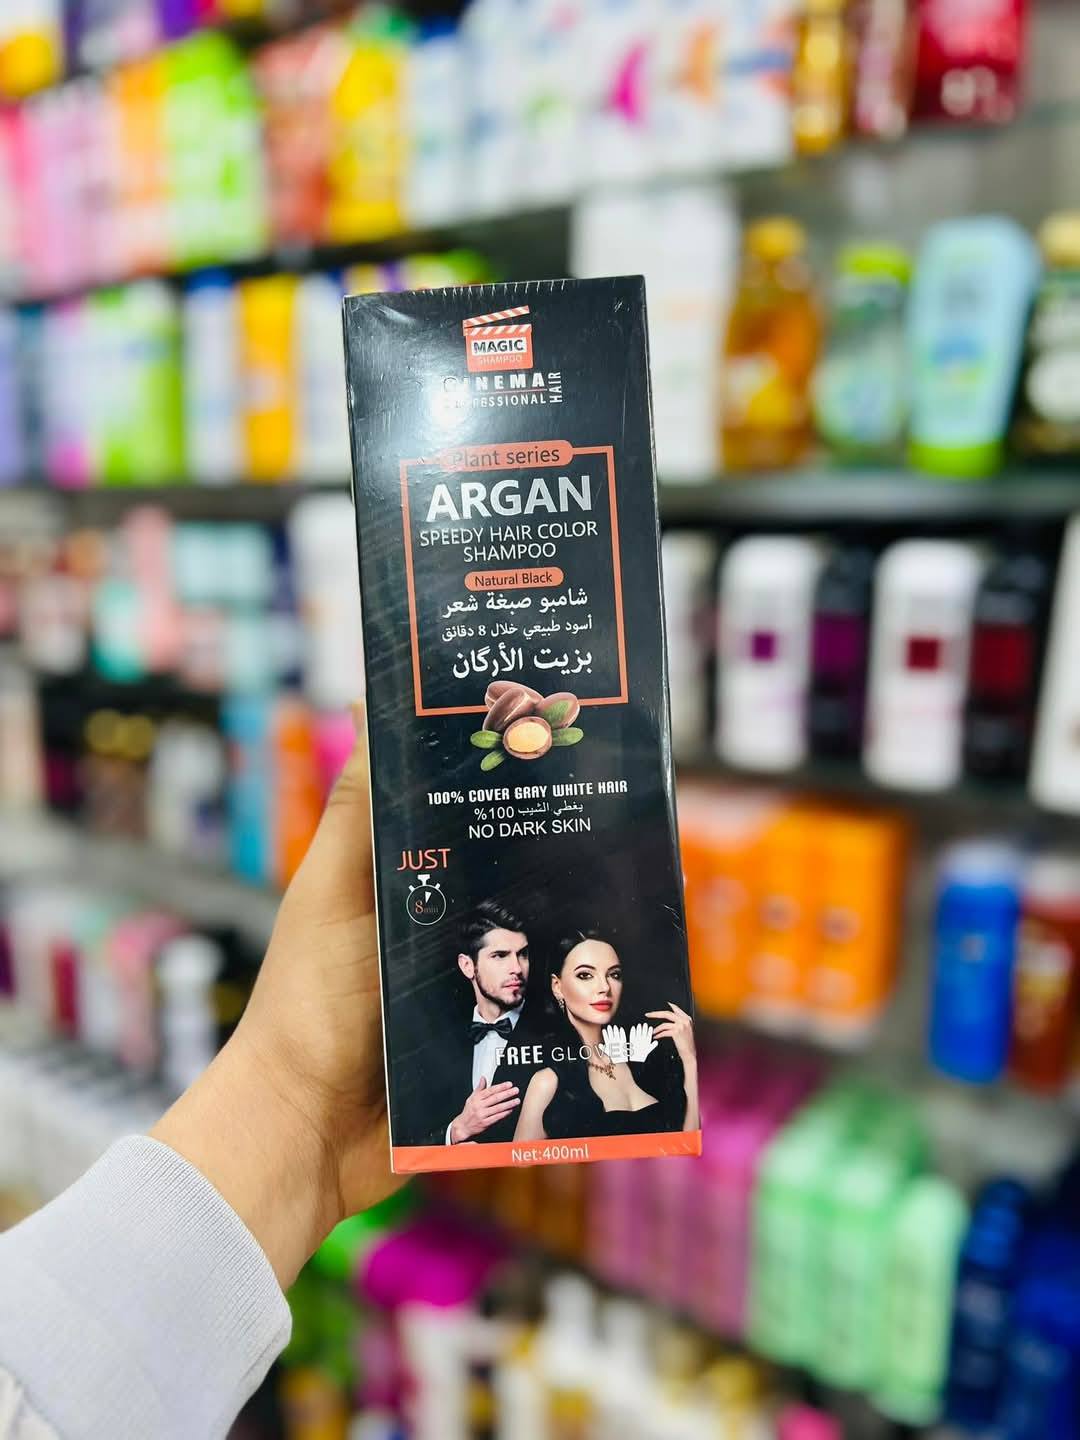 MAGIC
SHAMPOO
CINEMA
PROFESSIONAL
HAIR
Plant series
ARGAN
SPEEDY HAIR COLOR
SHAMPOO
Natural Black
شامبو صبغة شعر
أسود طبيعي خلال 8 دقائق
بزيت الأرگان
100% COVER GRAY WHITE HAIR
يغطي الشيب 100%
NO DARK SKIN
JUST
8min
FREE GLOVES
Net:400ml